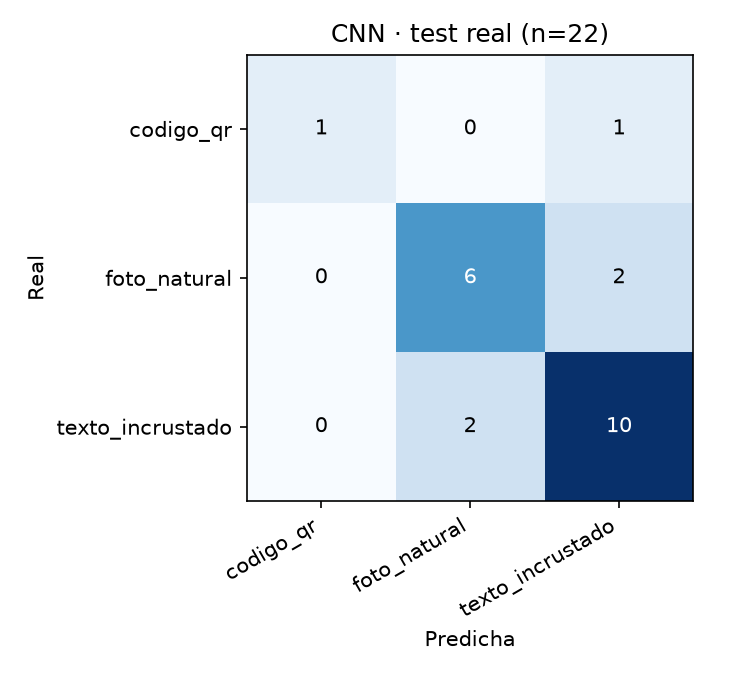 CNN · test real (n=22)
codigo_qr 1 0 1
foto_natural 0 6 2
texto_incrustado 0 2 10
Real
codigo_qr foto_natural texto_incrustado
Predicha